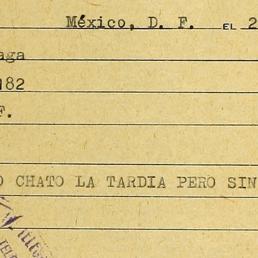 México, D. F. EL 2
aga
182
F.
O CHATO LA TARDIA PERO SIN